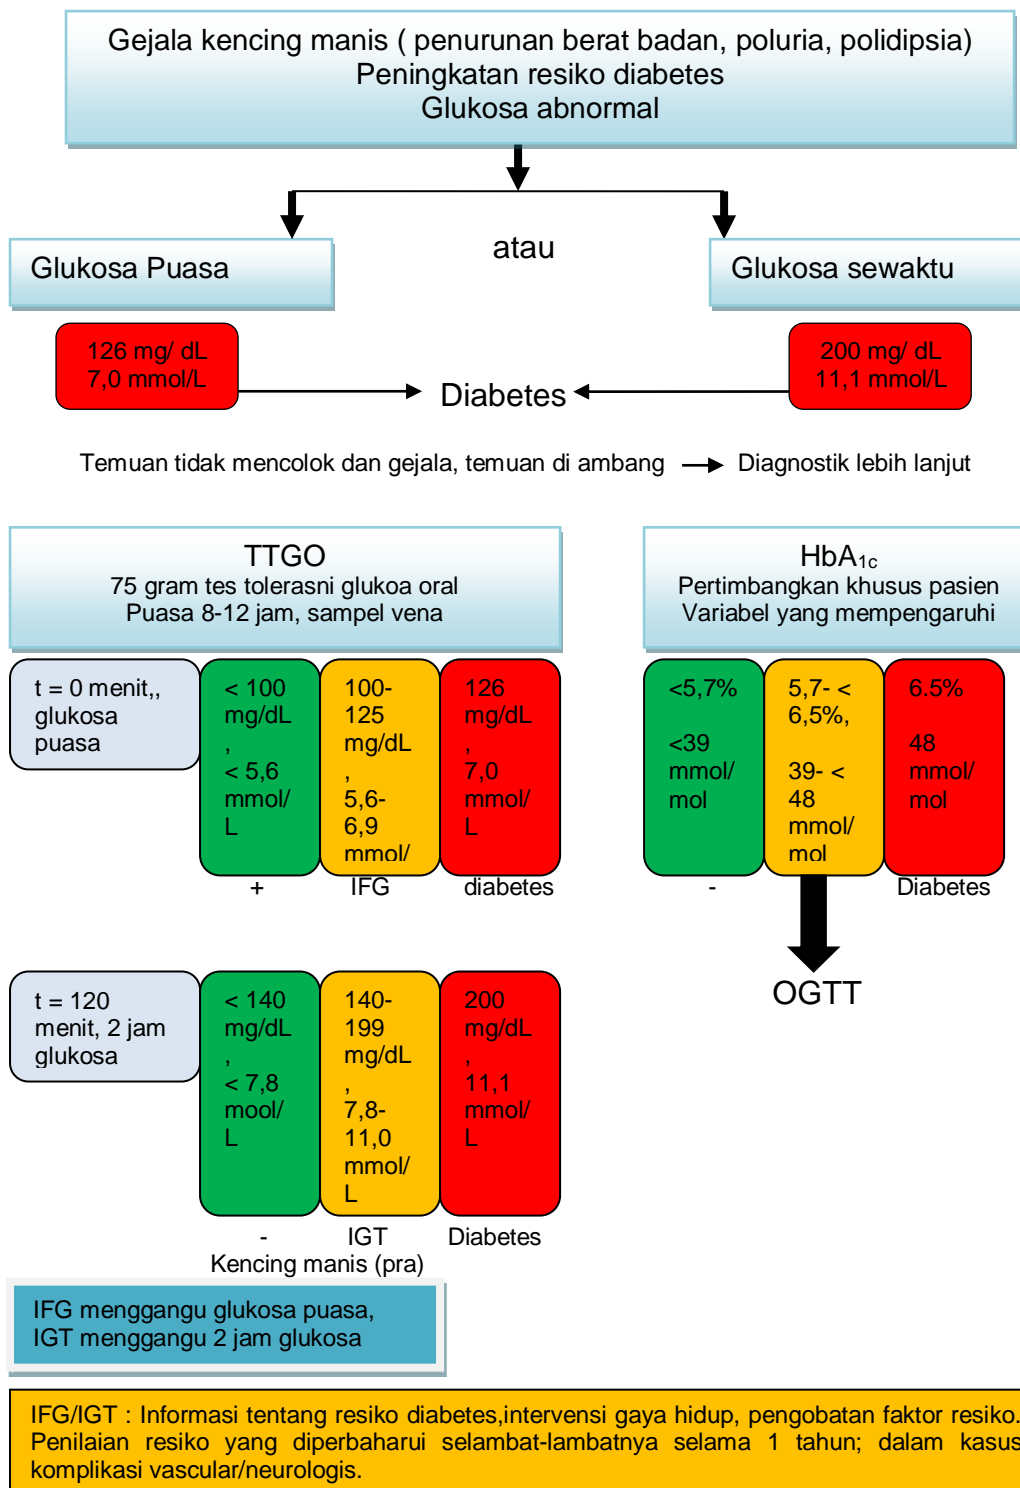 Gejala kencing manis ( penurunan berat badan, poluria, polidipsia)
Peningkatan resiko diabetes
Glukosa abnormal
atau
Glukosa Puasa
Glukosa sewaktu
126 mg/ dL
7,0 mmol/L
200 mg/ dL
11,1 mmol/L
Diabetes
Temuan tidak mencolok dan gejala, temuan di ambang
Diagnostik lebih lanjut
TTGO
75 gram tes tolerasni glukoa oral
Puasa 8-12 jam, sampel vena
HbA1c
Pertimbangkan khusus pasien
Variabel yang mempengaruhi
t = 0 menit,,
glukosa
puasa
< 100
mg/dL
,
< 5,6
mmol/
L
100-
125
mg/dL
,
5,6-
6,9
mmol/
126
mg/dL
,
7,0
mmol/
L
+
IFG
diabetes
<5,7%
<39
mmol/
mol
5,7- <
6,5%,
39- <
48
mmol/
mol
6.5%
48
mmol/
mol
-
Diabetes
OGTT
t = 120
menit, 2 jam
glukosa
< 140
mg/dL
,
< 7,8
mool/
L
140-
199
mg/dL
,
7,8-
11,0
mmol/
L
200
mg/dL
,
11,1
mmol/
L
-
IGT
Diabetes
Kencing manis (pra)
IFG menggangu glukosa puasa,
IGT menggangu 2 jam glukosa
IFG/IGT : Informasi tentang resiko diabetes,intervensi gaya hidup, pengobatan faktor resiko.
Penilaian resiko yang diperbaharui selambat-lambatnya selama 1 tahun; dalam kasus
komplikasi vascular/neurologis.